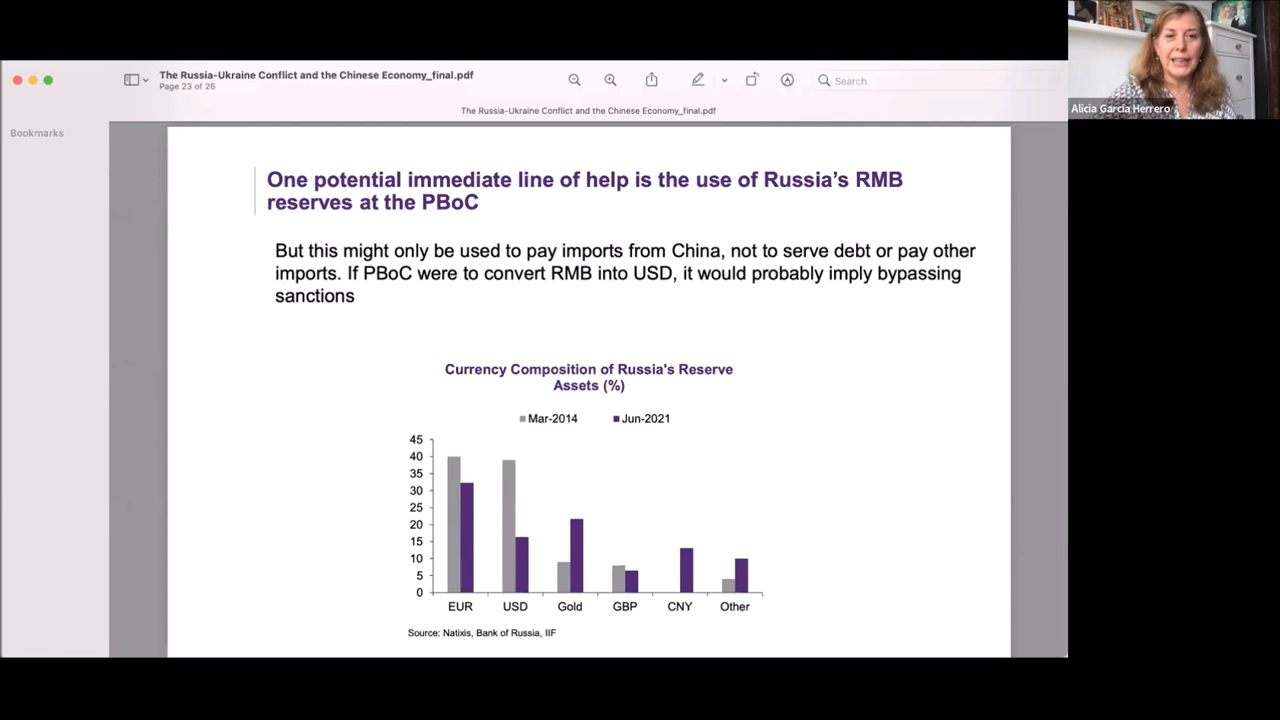 The Russia-Ukraine Conflict and the Chinese Economy_final.pdf
Page 23 of 26
Search
Alicia Garcia Herrero
The Russia-Ukraine Conflict and the Chinese Economy_final.pdf
Bookmarks
One potential immediate line of help is the use of Russia’s RMB
reserves at the PBoC
But this might only be used to pay imports from China, not to serve debt or pay other
imports. If PBoC were to convert RMB into USD, it would probably imply bypassing
sanctions
Currency Composition of Russia's Reserve
Assets (%)
Mar-2014 Jun-2021
45
40
35
30
25
20
15
10
5
0
EUR USD Gold GBP CNY Other
Source: Natixis, Bank of Russia, IIF